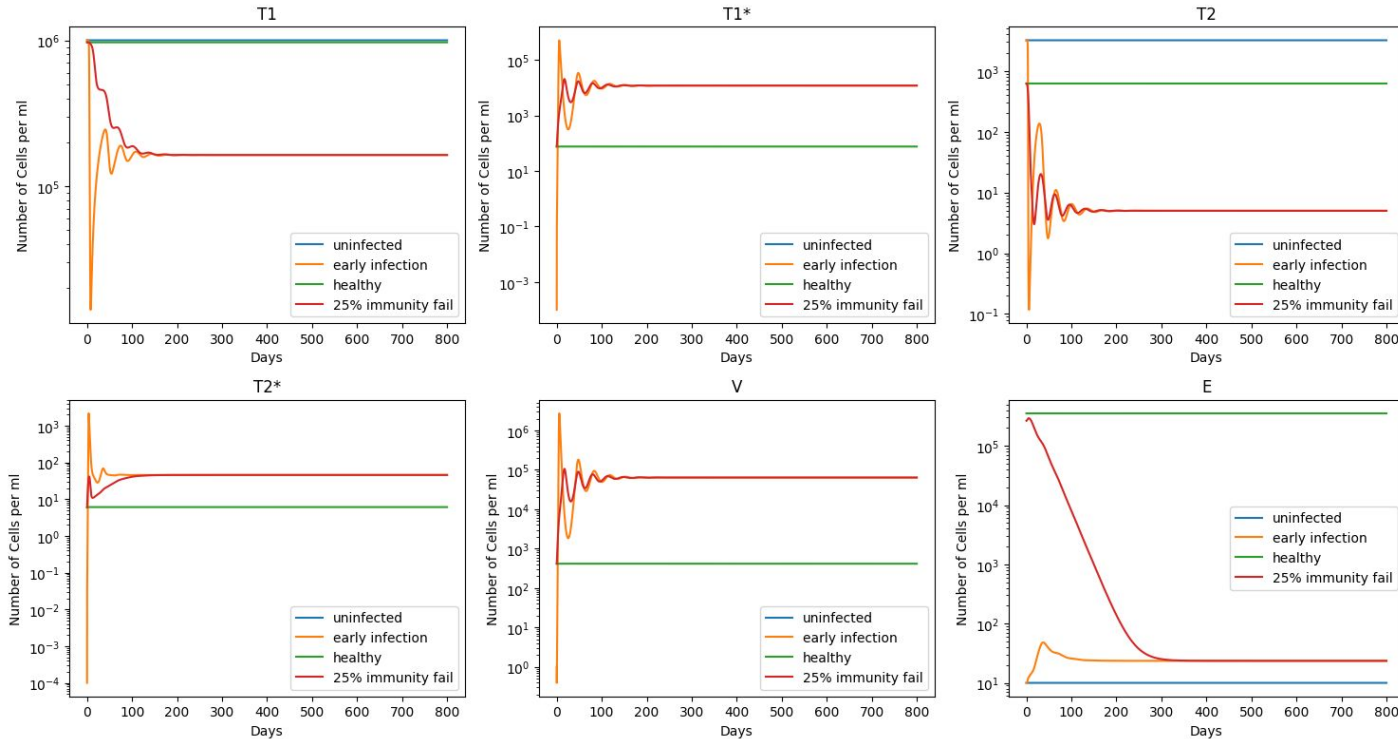 T1
Number of Cells per ml
10^6
10^5
0 100 200 300 400 500 600 700 800
Days
uninfected
early infection
healthy
25% immunity fail
T1*
Number of Cells per ml
10^5
10^3
10^1
10^−1
10^−3
0 100 200 300 400 500 600 700 800
Days
uninfected
early infection
healthy
25% immunity fail
T2
Number of Cells per ml
10^3
10^2
10^1
10^0
10^−1
0 100 200 300 400 500 600 700 800
Days
uninfected
early infection
healthy
25% immunity fail
T2*
Number of Cells per ml
10^3
10^2
10^1
10^0
10^−1
10^−2
10^−3
10^−4
0 100 200 300 400 500 600 700 800
Days
uninfected
early infection
healthy
25% immunity fail
V
Number of Cells per ml
10^6
10^5
10^4
10^3
10^2
10^1
10^0
0 100 200 300 400 500 600 700 800
Days
uninfected
early infection
healthy
25% immunity fail
E
Number of Cells per ml
10^5
10^4
10^3
10^2
10^1
0 100 200 300 400 500 600 700 800
Days
uninfected
early infection
healthy
25% immunity fail